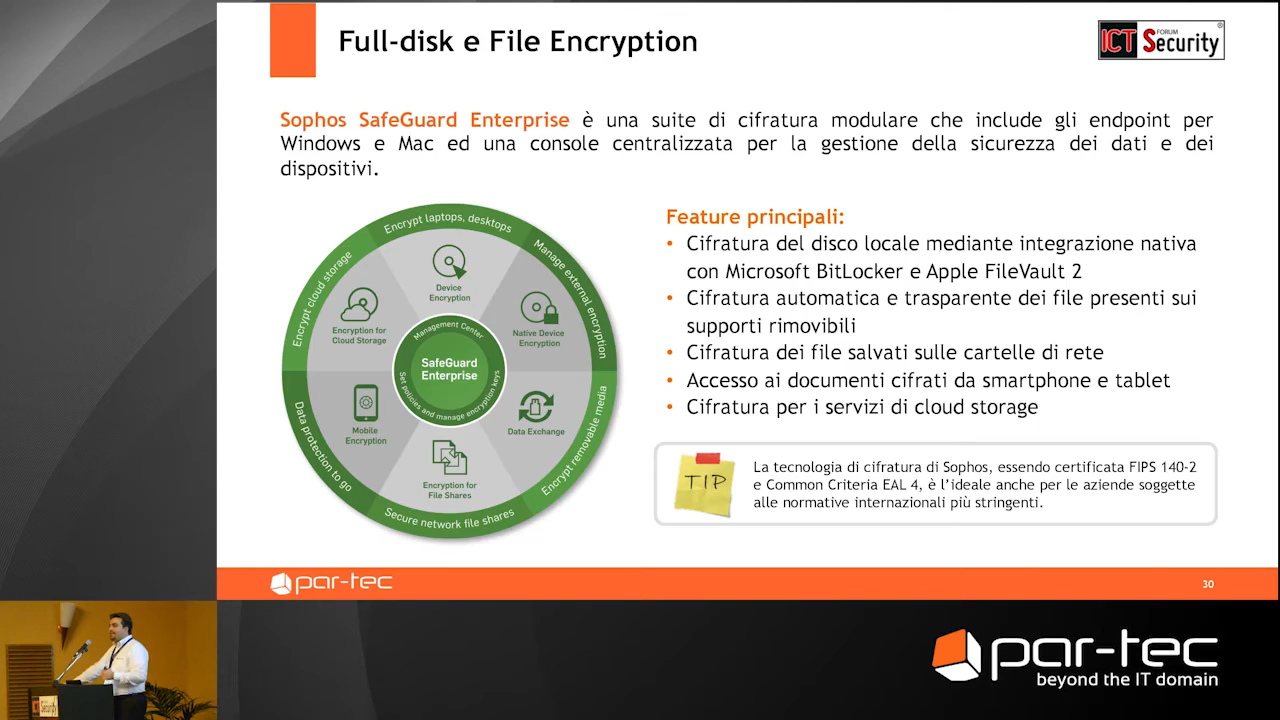 Full-disk e File Encryption
ICT FORUM Security
Sophos SafeGuard Enterprise è una suite di cifratura modulare che include gli endpoint per
Windows e Mac ed una console centralizzata per la gestione della sicurezza dei dati e dei
dispositivi.
Encrypt laptops, desktops
Manage external encryption
Encrypt removable media
Secure network file shares
Data protection to go
Encrypt cloud storage
Device
Encryption
Native Device
Encryption
Data Exchange
Encryption for
File Shares
Mobile
Encryption
Encryption for
Cloud Storage
Management Center
SafeGuard
Enterprise
Set policies and manage encryption keys
Feature principali:
• Cifratura del disco locale mediante integrazione nativa
con Microsoft BitLocker e Apple FileVault 2
• Cifratura automatica e trasparente dei file presenti sui
supporti rimovibili
• Cifratura dei file salvati sulle cartelle di rete
• Accesso ai documenti cifrati da smartphone e tablet
• Cifratura per i servizi di cloud storage
TIP
La tecnologia di cifratura di Sophos, essendo certificata FIPS 140-2
e Common Criteria EAL 4, è l'ideale anche per le aziende soggette
alle normative internazionali più stringenti.
par-tec
30
ICT Security
par-tec
beyond the IT domain